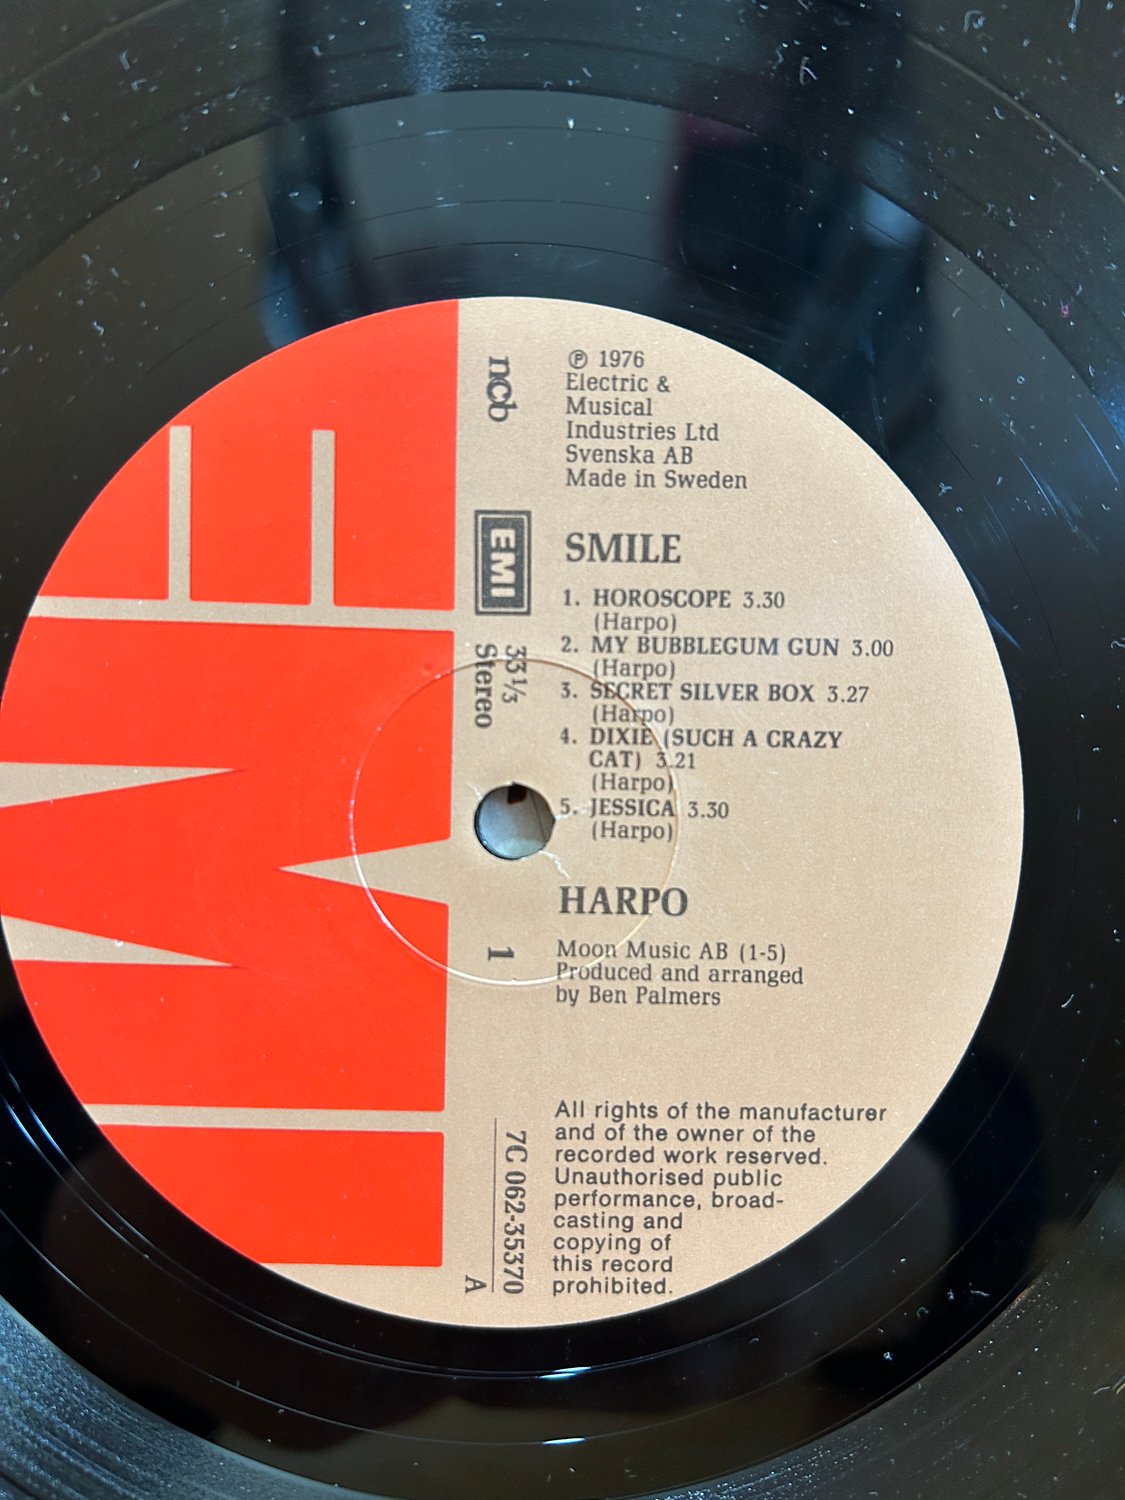 EMI
ncb
EMI
33 1/3
Stereo
1
7C 062-35370
A
℗ 1976
Electric &
Musical
Industries Ltd
Svenska AB
Made in Sweden
SMILE
1. HOROSCOPE 3.30
(Harpo)
2. MY BUBBLEGUM GUN 3.00
(Harpo)
3. SECRET SILVER BOX 3.27
(Harpo)
4. DIXIE (SUCH A CRAZY
CAT) 3.21
(Harpo)
5. JESSICA 3.30
(Harpo)
HARPO
Moon Music AB (1-5)
Produced and arranged
by Ben Palmers
All rights of the manufacturer
and of the owner of the
recorded work reserved.
Unauthorised public
performance, broad-
casting and
copying of
this record
prohibited.